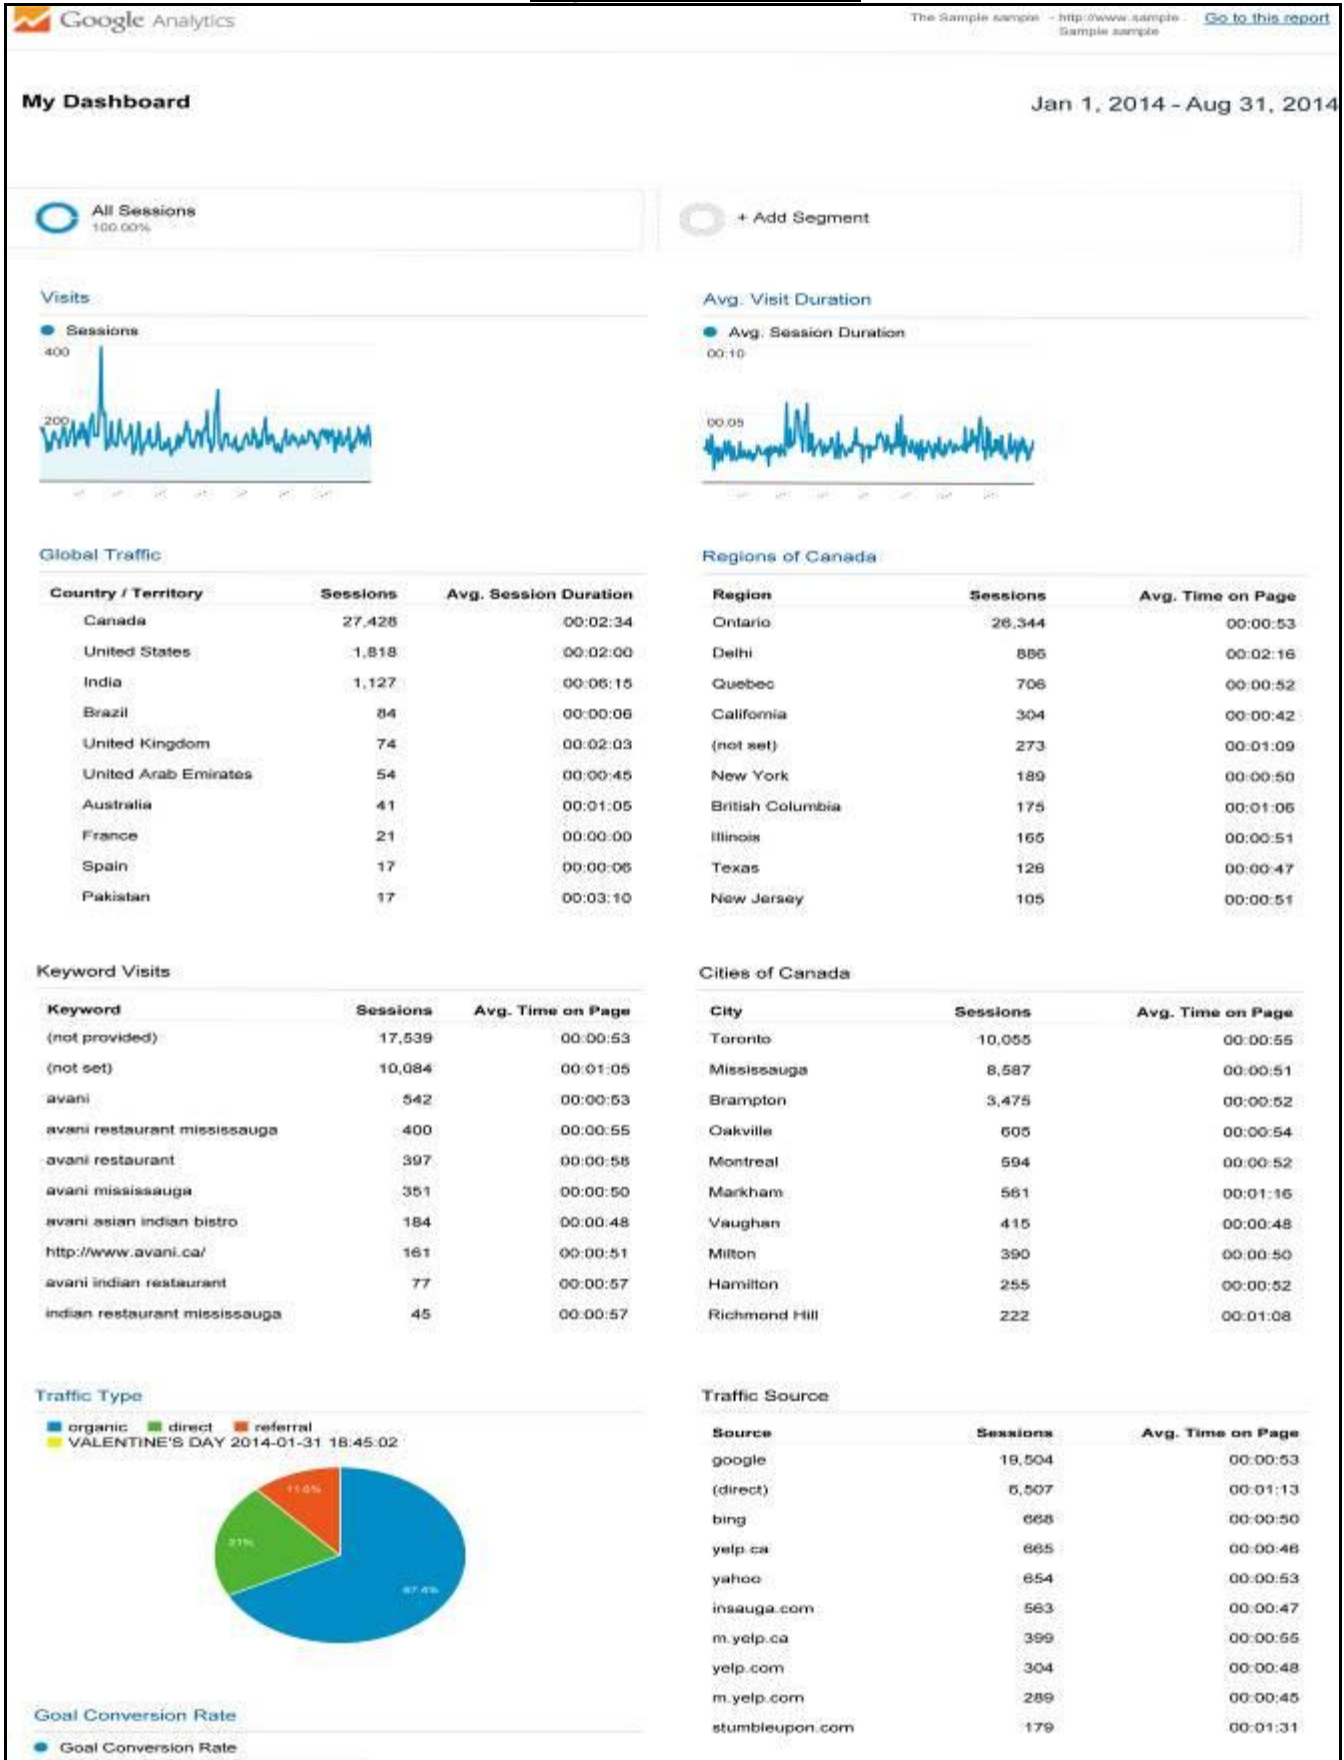 Google Analytics
The Sample sample - http://www.sample.
Sample sample
Go to this report
My Dashboard
Jan 1, 2014 - Aug 31, 2014
All Sessions
100.00%
+ Add Segment
Visits
Sessions
400
200
Avg. Visit Duration
Avg. Session Duration
00:10
00:05
Global Traffic
Country / Territory Sessions Avg. Session Duration
Canada 27,428 00:02:34
United States 1,818 00:02:00
India 1,127 00:06:15
Brazil 84 00:00:06
United Kingdom 74 00:02:03
United Arab Emirates 54 00:00:45
Australia 41 00:01:05
France 21 00:00:00
Spain 17 00:00:06
Pakistan 17 00:03:10
Regions of Canada
Region Sessions Avg. Time on Page
Ontario 26,344 00:00:53
Delhi 886 00:02:16
Quebec 706 00:00:52
California 304 00:00:42
(not set) 273 00:01:09
New York 189 00:00:50
British Columbia 175 00:01:06
Illinois 165 00:00:51
Texas 126 00:00:47
New Jersey 105 00:00:51
Keyword Visits
Keyword Sessions Avg. Time on Page
(not provided) 17,539 00:00:53
(not set) 10,084 00:01:05
avani 542 00:00:53
avani restaurant mississauga 400 00:00:55
avani restaurant 397 00:00:58
avani mississauga 351 00:00:50
avani asian indian bistro 184 00:00:48
http://www.avani.ca/ 161 00:00:51
avani indian restaurant 77 00:00:57
indian restaurant mississauga 45 00:00:57
Cities of Canada
City Sessions Avg. Time on Page
Toronto 10,055 00:00:55
Mississauga 8,587 00:00:51
Brampton 3,475 00:00:52
Oakville 605 00:00:54
Montreal 594 00:00:52
Markham 561 00:01:16
Vaughan 415 00:00:48
Milton 390 00:00:50
Hamilton 255 00:00:52
Richmond Hill 222 00:01:08
Traffic Type
organic direct referral
VALENTINE'S DAY 2014-01-31 18:45:02
11.6%
21%
67.4%
Traffic Source
Source Sessions Avg. Time on Page
google 19,504 00:00:53
(direct) 6,507 00:01:13
bing 668 00:00:50
yelp.ca 665 00:00:46
yahoo 654 00:00:53
insauga.com 563 00:00:47
m.yelp.ca 399 00:00:55
yelp.com 304 00:00:48
m.yelp.com 289 00:00:45
stumbleupon.com 179 00:01:31
Goal Conversion Rate
Goal Conversion Rate